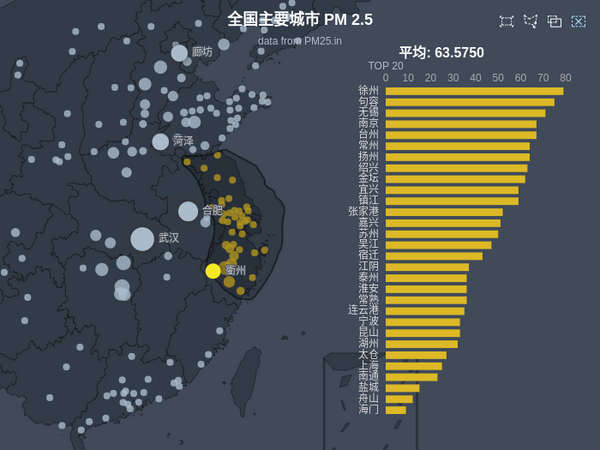 全国主要城市 PM 2.5
data from PM25.in
平均: 63.5750
TOP 20
0 10 20 30 40 50 60 70 80
徐州
句容
无锡
南京
台州
常州
扬州
绍兴
金坛
宜兴
镇江
张家港
嘉兴
苏州
吴江
宿迁
江阴
泰州
淮安
常熟
连云港
宁波
昆山
湖州
太仓
上海
南通
盐城
舟山
海门
廊坊
菏泽
合肥
武汉
衢州